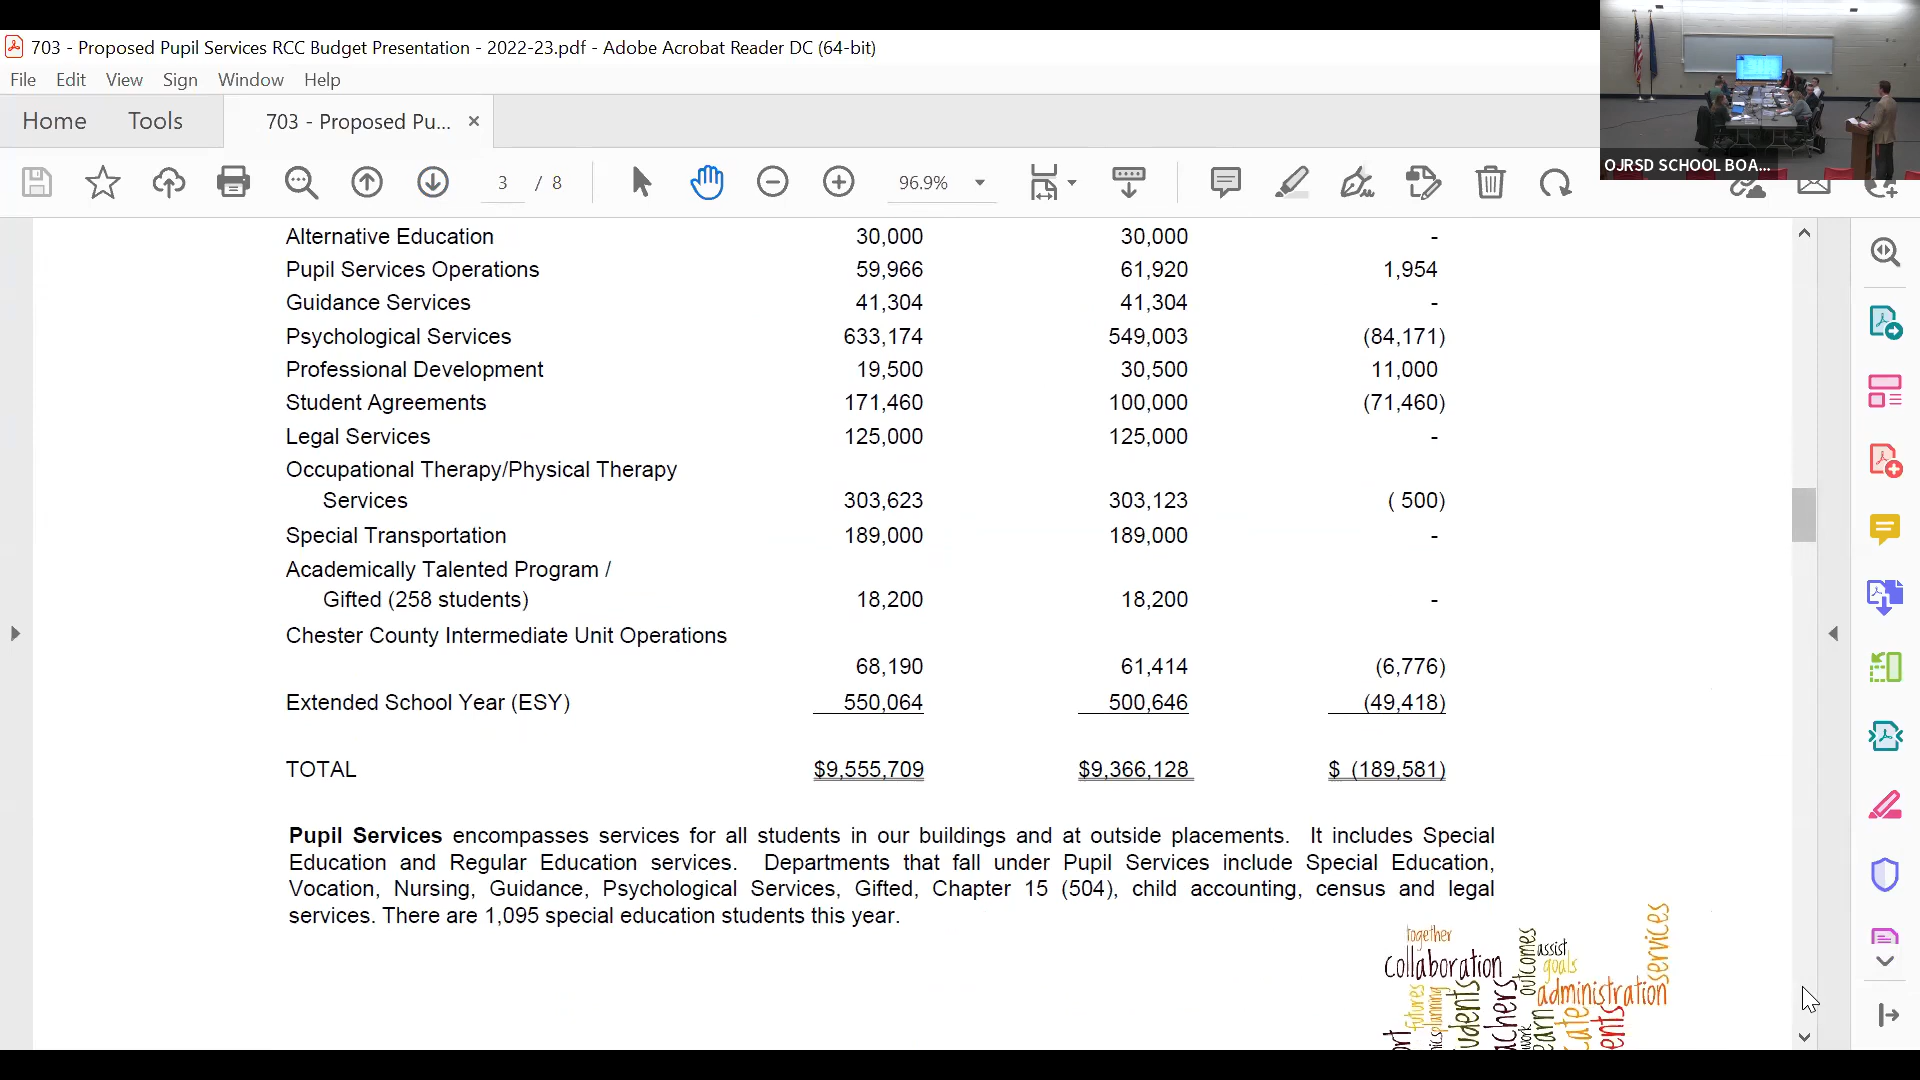 703 - Proposed Pupil Services RCC Budget Presentation - 2022-23.pdf - Adobe Acrobat Reader DC (64-bit)
File Edit View Sign Window Help
Home Tools 703 - Proposed Pu... ×
3 / 8 96.9%
OJRSD SCHOOL BOA...
Alternative Education 30,000 30,000 -
Pupil Services Operations 59,966 61,920 1,954
Guidance Services 41,304 41,304 -
Psychological Services 633,174 549,003 (84,171)
Professional Development 19,500 30,500 11,000
Student Agreements 171,460 100,000 (71,460)
Legal Services 125,000 125,000 -
Occupational Therapy/Physical Therapy
Services 303,623 303,123 ( 500)
Special Transportation 189,000 189,000 -
Academically Talented Program /
Gifted (258 students) 18,200 18,200 -
Chester County Intermediate Unit Operations
68,190 61,414 (6,776)
Extended School Year (ESY) 550,064 500,646 (49,418)
TOTAL $9,555,709 $9,366,128 $ (189,581)
Pupil Services encompasses services for all students in our buildings and at outside placements. It includes Special
Education and Regular Education services. Departments that fall under Pupil Services include Special Education,
Vocation, Nursing, Guidance, Psychological Services, Gifted, Chapter 15 (504), child accounting, census and legal
services. There are 1,095 special education students this year.
together
collaboration
outcomes
assist
goals
services
administration
futures
planning